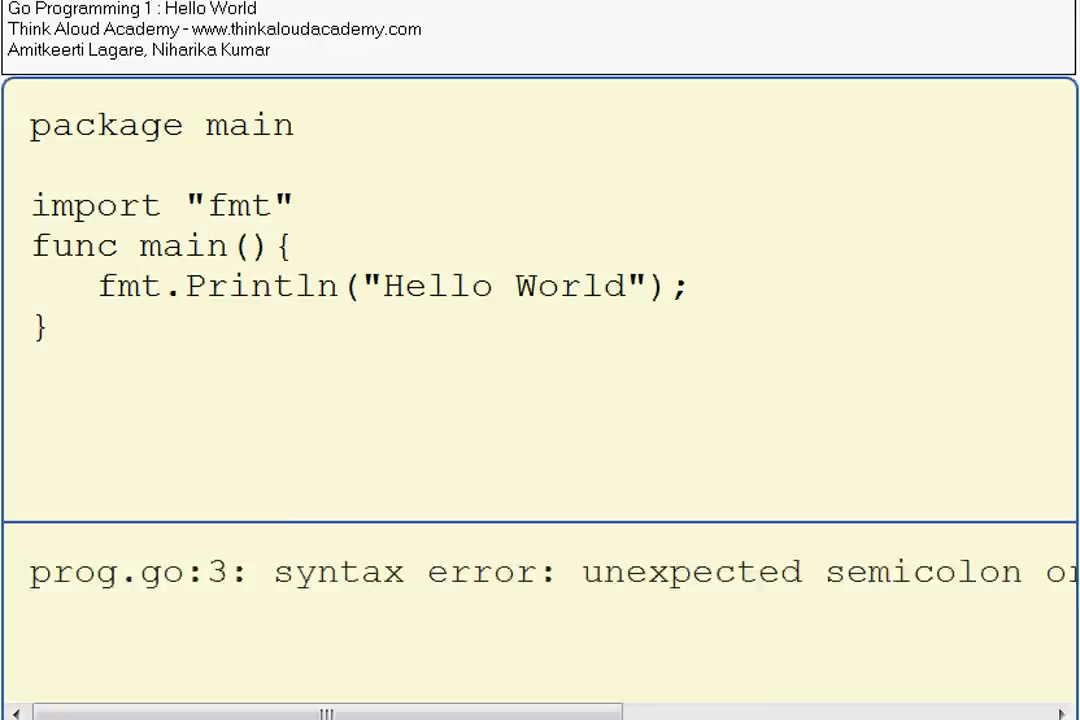 Go Programming 1 : Hello World
Think Aloud Academy - www.thinkaloudacademy.com
Amitkeerti Lagare, Niharika Kumar
package main
import "fmt"
func main(){
fmt.Println("Hello World");
}
prog.go:3: syntax error: unexpected semicolon